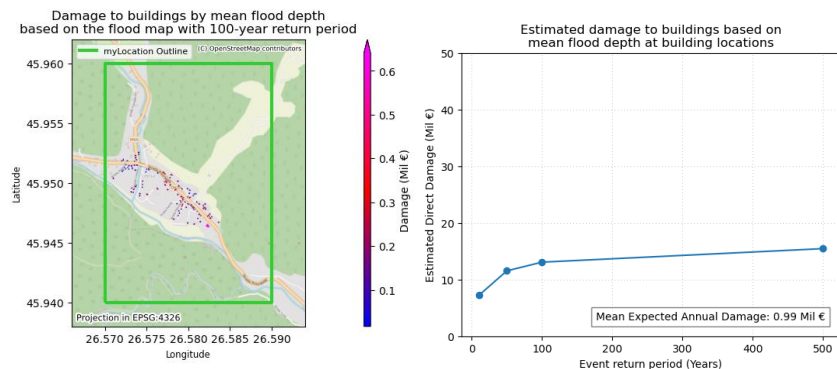 Damage to buildings by mean flood depth
based on the flood map with 100-year return period
myLocation Outline
(C) OpenStreetMap contributors
45.960
45.955
45.950
45.945
45.940
Latitude
Projection in EPSG:4326
26.570 26.575 26.580 26.585 26.590
Longitude
0.6
0.5
0.4
0.3
0.2
0.1
Damage (Mil €)
Estimated damage to buildings based on
mean flood depth at building locations
50
40
30
20
10
0
Estimated Direct Damage (Mil €)
Mean Expected Annual Damage: 0.99 Mil €
0 100 200 300 400 500
Event return period (Years)